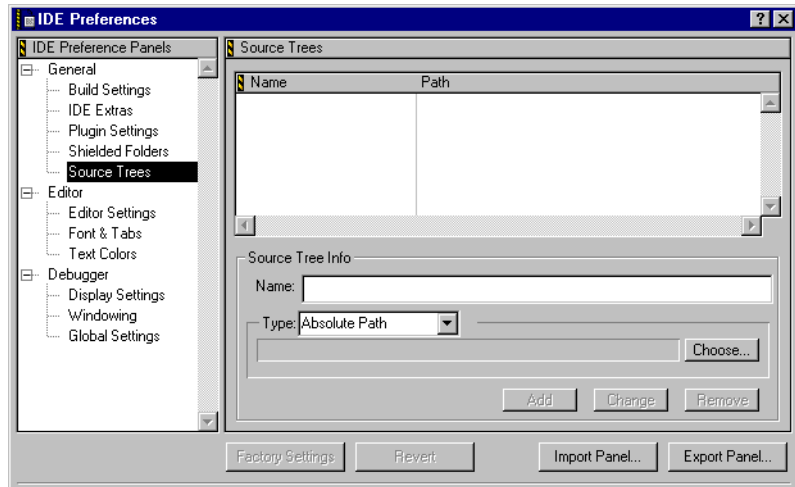 IDE Preferences
IDE Preference Panels
General
Build Settings
IDE Extras
Plugin Settings
Shielded Folders
Source Trees
Editor
Editor Settings
Font & Tabs
Text Colors
Debugger
Display Settings
Windowing
Global Settings
Source Trees
Name Path
Source Tree Info
Name:
Type: Absolute Path
Choose...
Add Change Remove
Factory Settings Revert Import Panel... Export Panel...